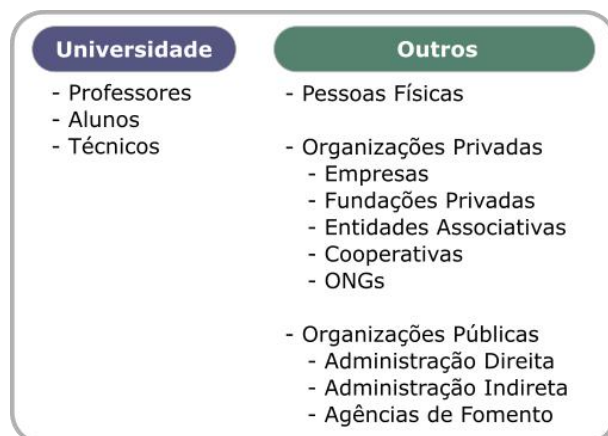 Universidade
- Professores
- Alunos
- Técnicos
Outros
- Pessoas Físicas
- Organizações Privadas
- Empresas
- Fundações Privadas
- Entidades Associativas
- Cooperativas
- ONGs
- Organizações Públicas
- Administração Direita
- Administração Indireta
- Agências de Fomento